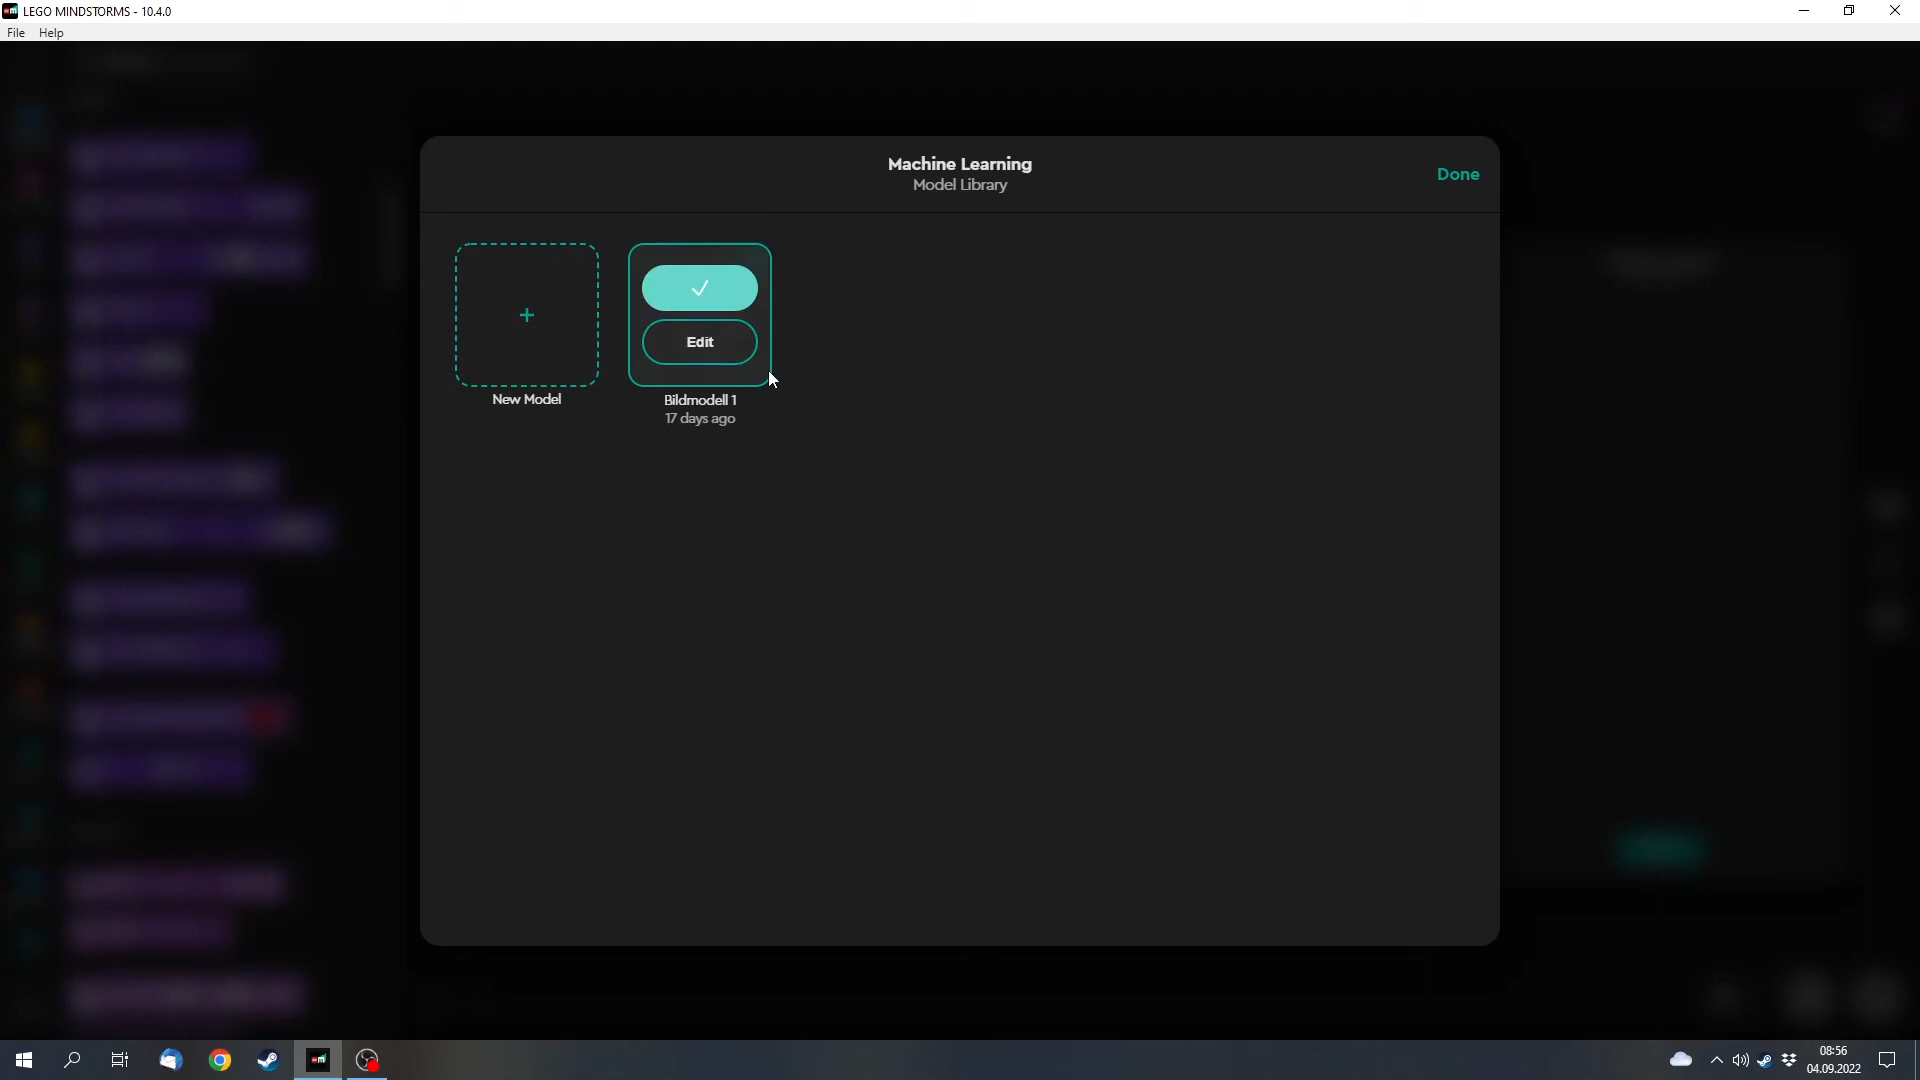 LEGO MINDSTORMS - 10.4.0
File Help
Machine Learning
Model Library
Done
+
Edit
New Model
Bildmodell 1
17 days ago
08:56
04.09.2022